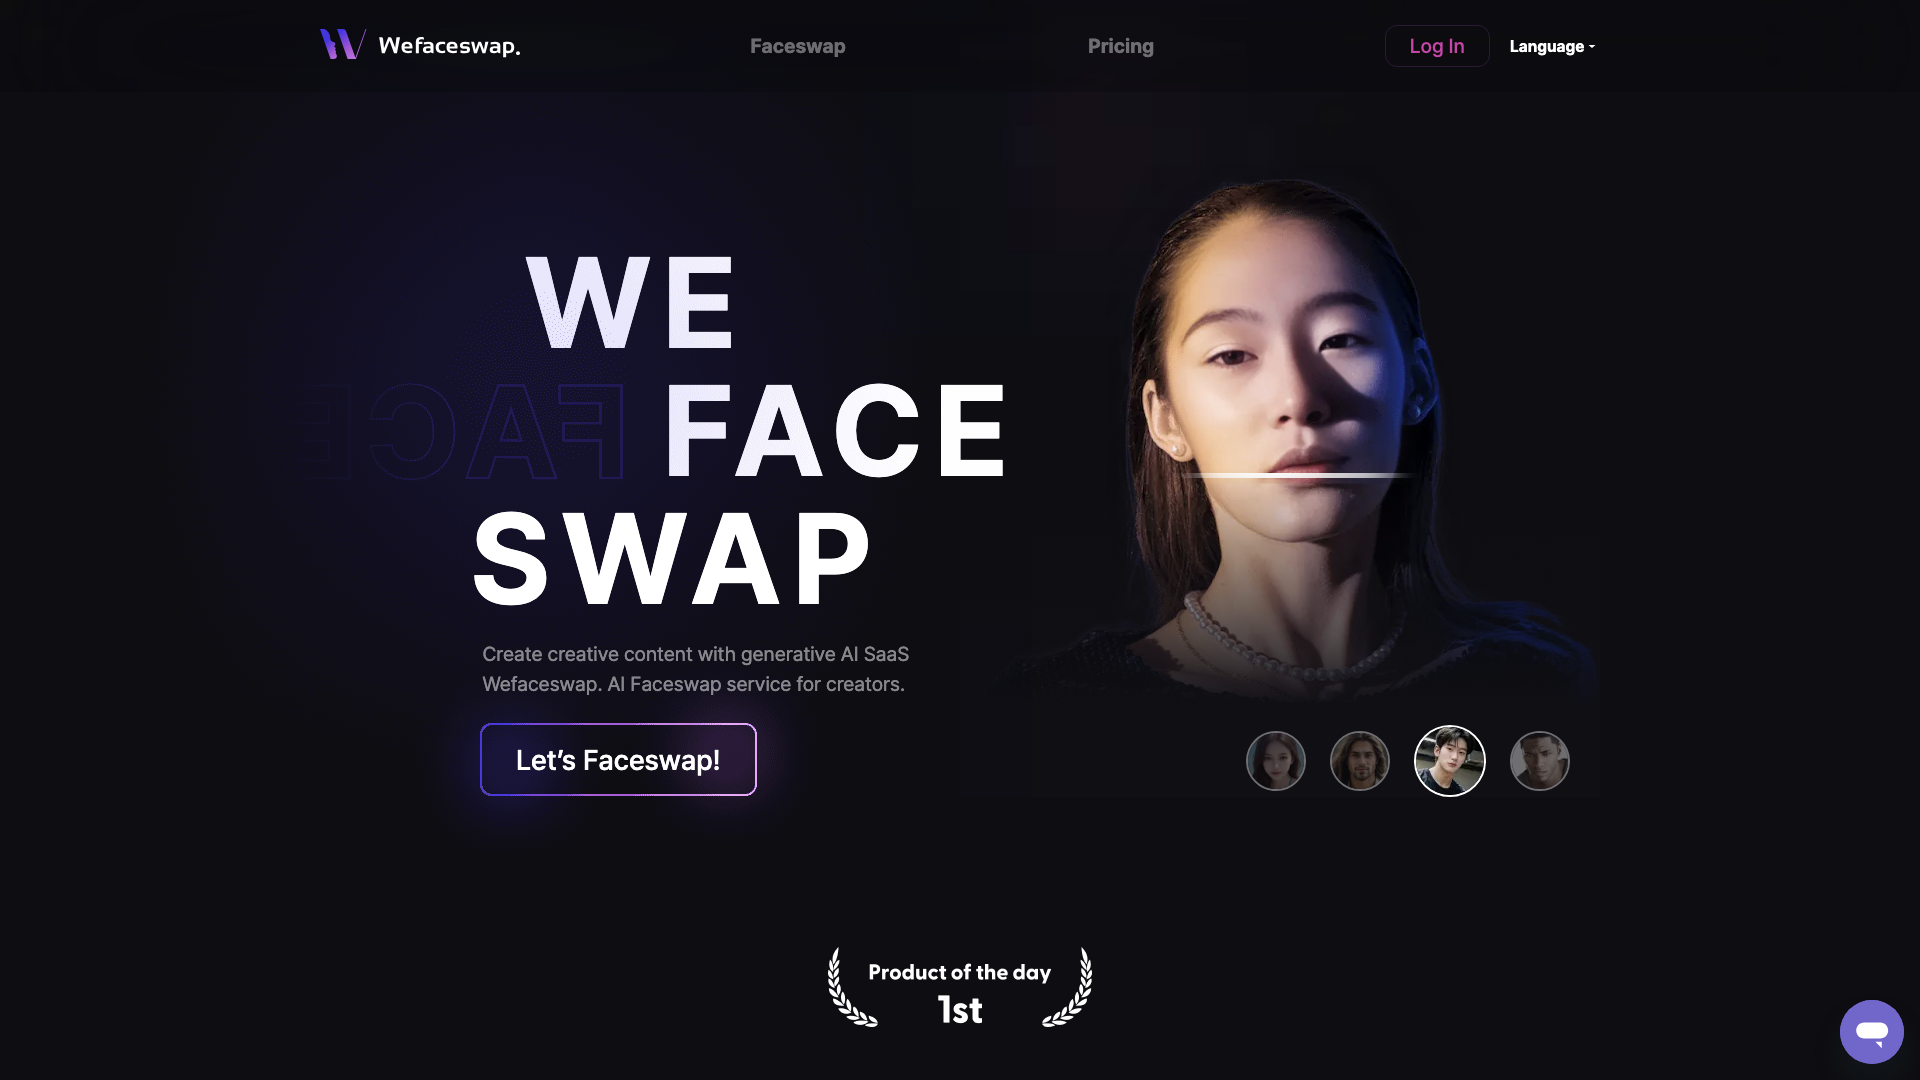 Wefaceswap.
Faceswap
Pricing
Log In
Language
WE
FACE FACE
SWAP
Create creative content with generative AI SaaS
Wefaceswap. AI Faceswap service for creators.
Let’s Faceswap!
Product of the day
1st